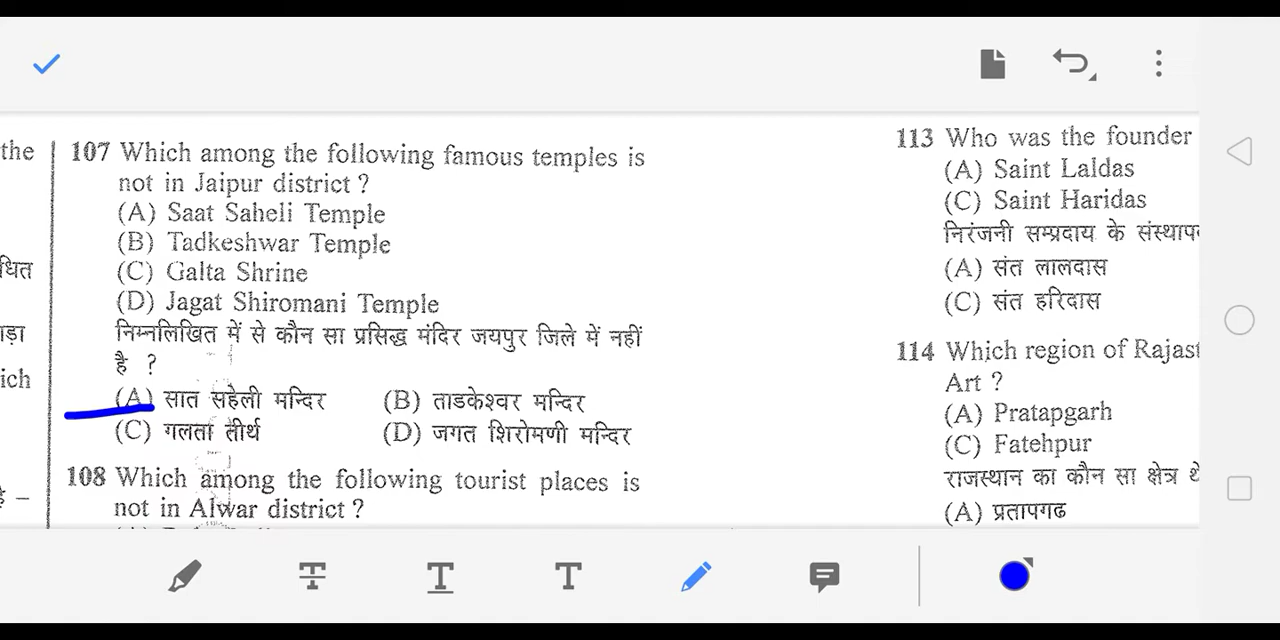 the
धित
ाड़ा
ich
है –
107 Which among the following famous temples is
not in Jaipur district ?
(A) Saat Saheli Temple
(B) Tadkeshwar Temple
(C) Galta Shrine
(D) Jagat Shiromani Temple
निम्नलिखित में से कौन सा प्रसिद्ध मंदिर जयपुर जिले में नहीं
है ?
(A) सात सहेली मन्दिर (B) ताडकेश्वर मन्दिर
(C) गलता तीर्थ (D) जगत शिरोमणी मन्दिर
108 Which among the following tourist places is
not in Alwar district ?
113 Who was the founder
(A) Saint Laldas
(C) Saint Haridas
निरंजनी सम्प्रदाय के संस्थाप
(A) संत लालदास
(C) संत हरिदास
114 Which region of Rajast
Art ?
(A) Pratapgarh
(C) Fatehpur
राजस्थान का कौन सा क्षेत्र थे
(A) प्रतापगढ
T T T